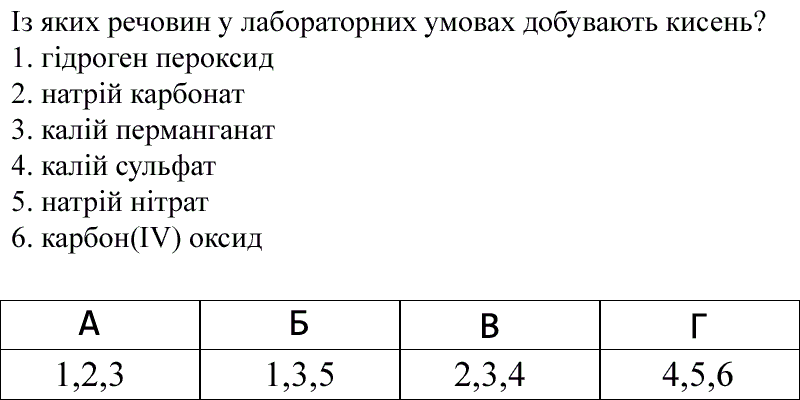 Із яких речовин у лабораторних умовах добувають кисень?
1. гідроген пероксид
2. натрій карбонат
3. калій перманганат
4. калій сульфат
5. натрій нітрат
6. карбон(IV) оксид
А Б В Г
1,2,3 1,3,5 2,3,4 4,5,6